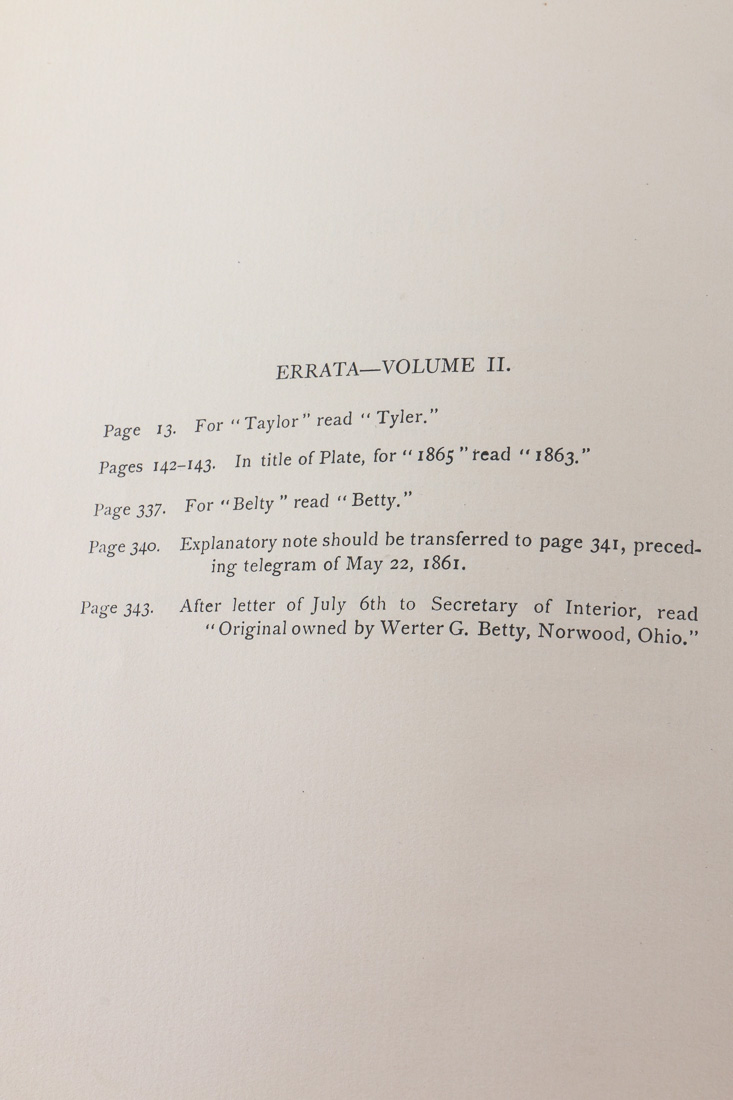 ERRATA—VOLUME II.
Page 13. For "Taylor" read "Tyler."
Pages 142-143. In title of Plate, for "1865" read "1863."
Page 337. For "Belty" read "Betty."
Page 340. Explanatory note should be transferred to page 341, preced-
ing telegram of May 22, 1861.
Page 343. After letter of July 6th to Secretary of Interior, read
"Original owned by Werter G. Betty, Norwood, Ohio."